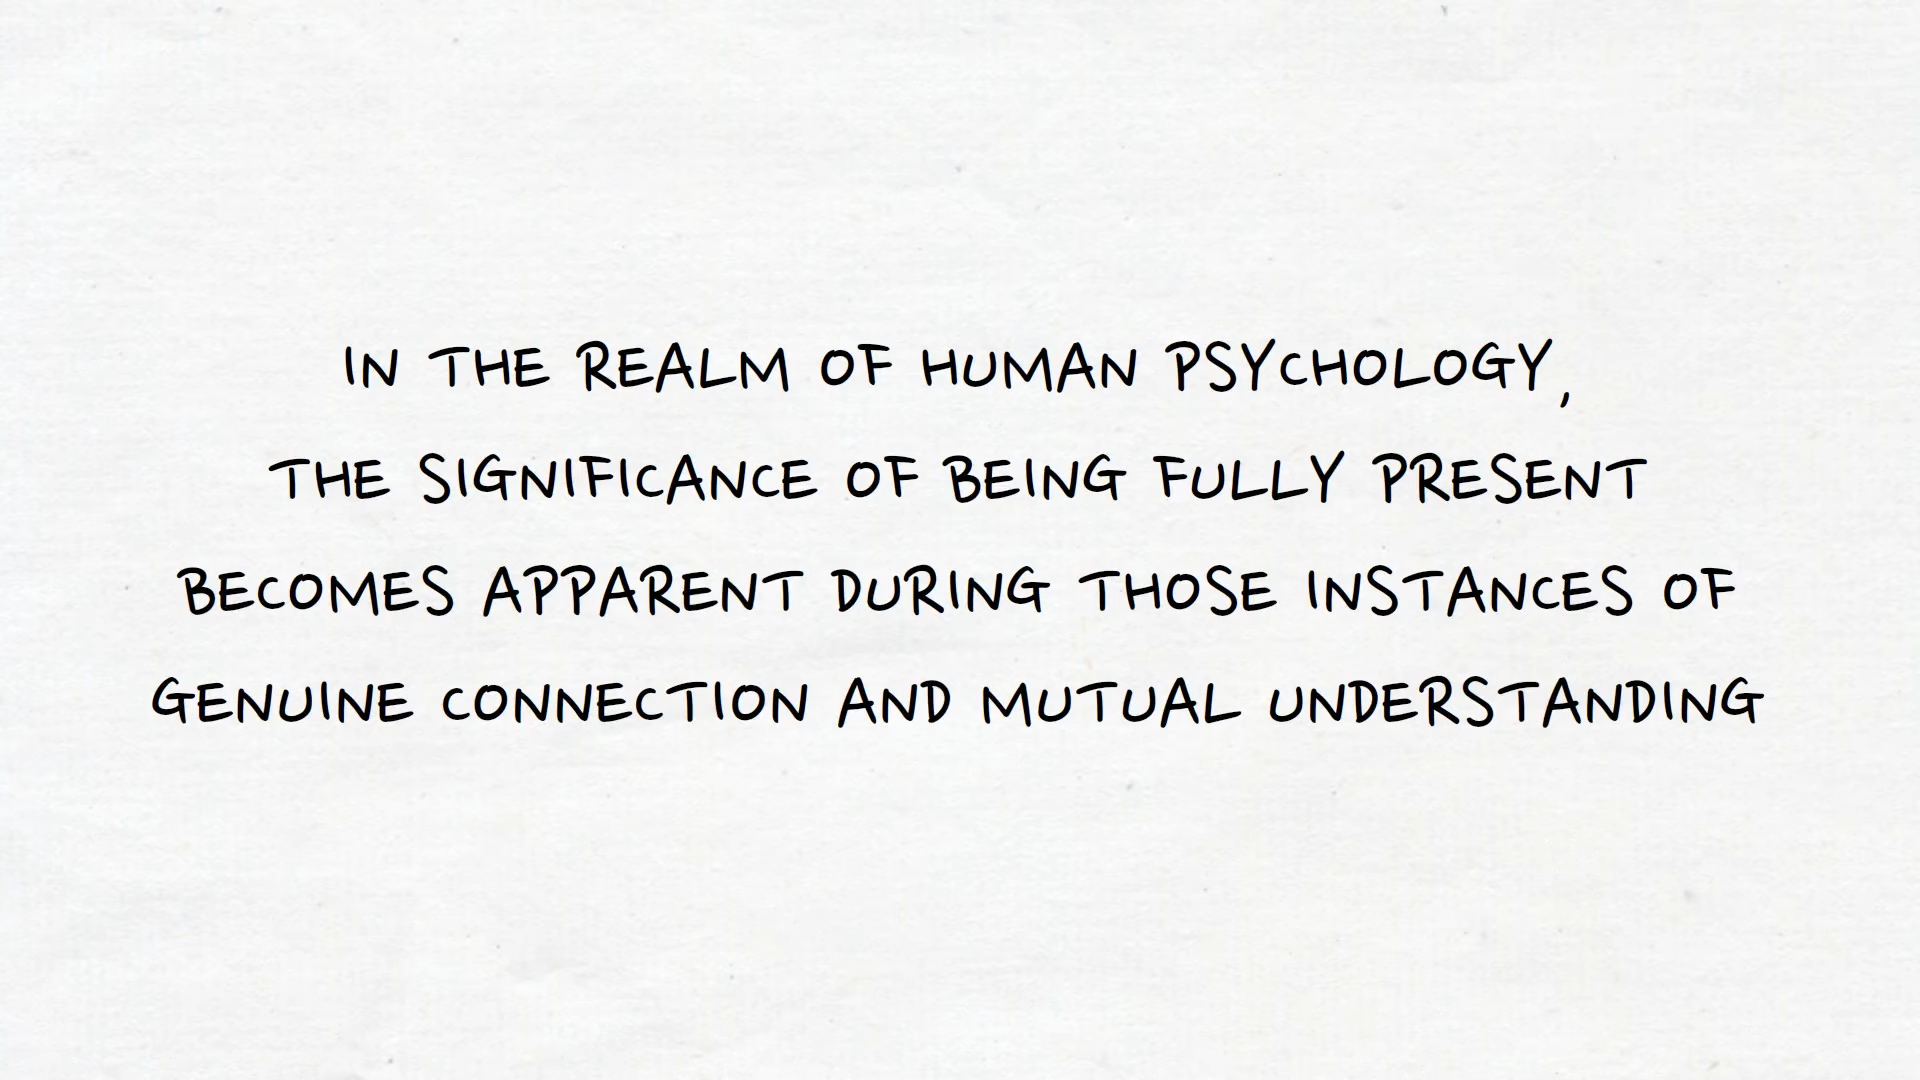 IN THE REALM OF HUMAN PSYCHOLOGY,
THE SIGNIFICANCE OF BEING FULLY PRESENT
BECOMES APPARENT DURING THOSE INSTANCES OF
GENUINE CONNECTION AND MUTUAL UNDERSTANDING